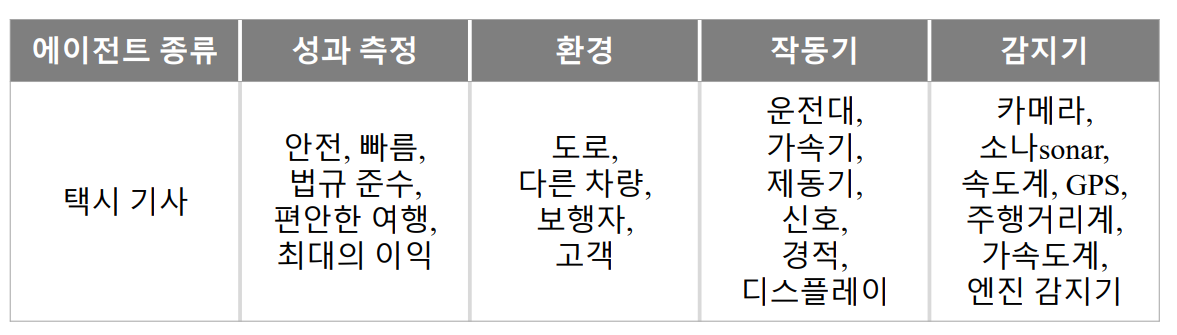 에이전트 종류
성과 측정
환경
작동기
감지기
택시 기사
안전, 빠름,
법규 준수,
편안한 여행,
최대의 이익
도로,
다른 차량,
보행자,
고객
운전대,
가속기,
제동기,
신호,
경적,
디스플레이
카메라,
소나sonar,
속도계, GPS,
주행거리계,
가속도계,
엔진 감지기